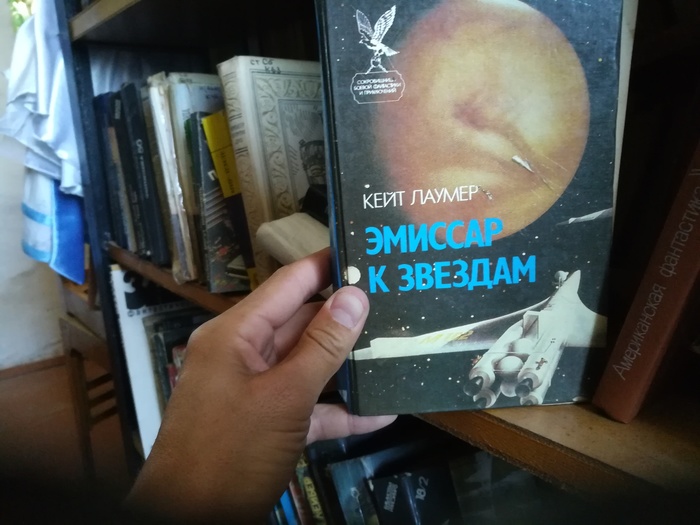 СОКРОВИЩНИЦА
БОЕВОЙ ФАНТАСТИКИ
И ПРИКЛЮЧЕНИЙ
КЕЙТ ЛАУМЕР
ЭМИССАР
К ЗВЕЗДАМ
Американская фантастика